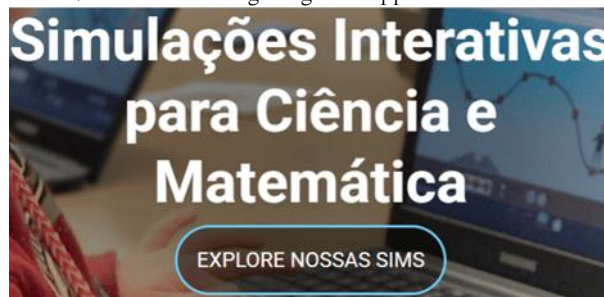 Simulações Interativas
para Ciência e
Matemática
EXPLORE NOSSAS SIMS